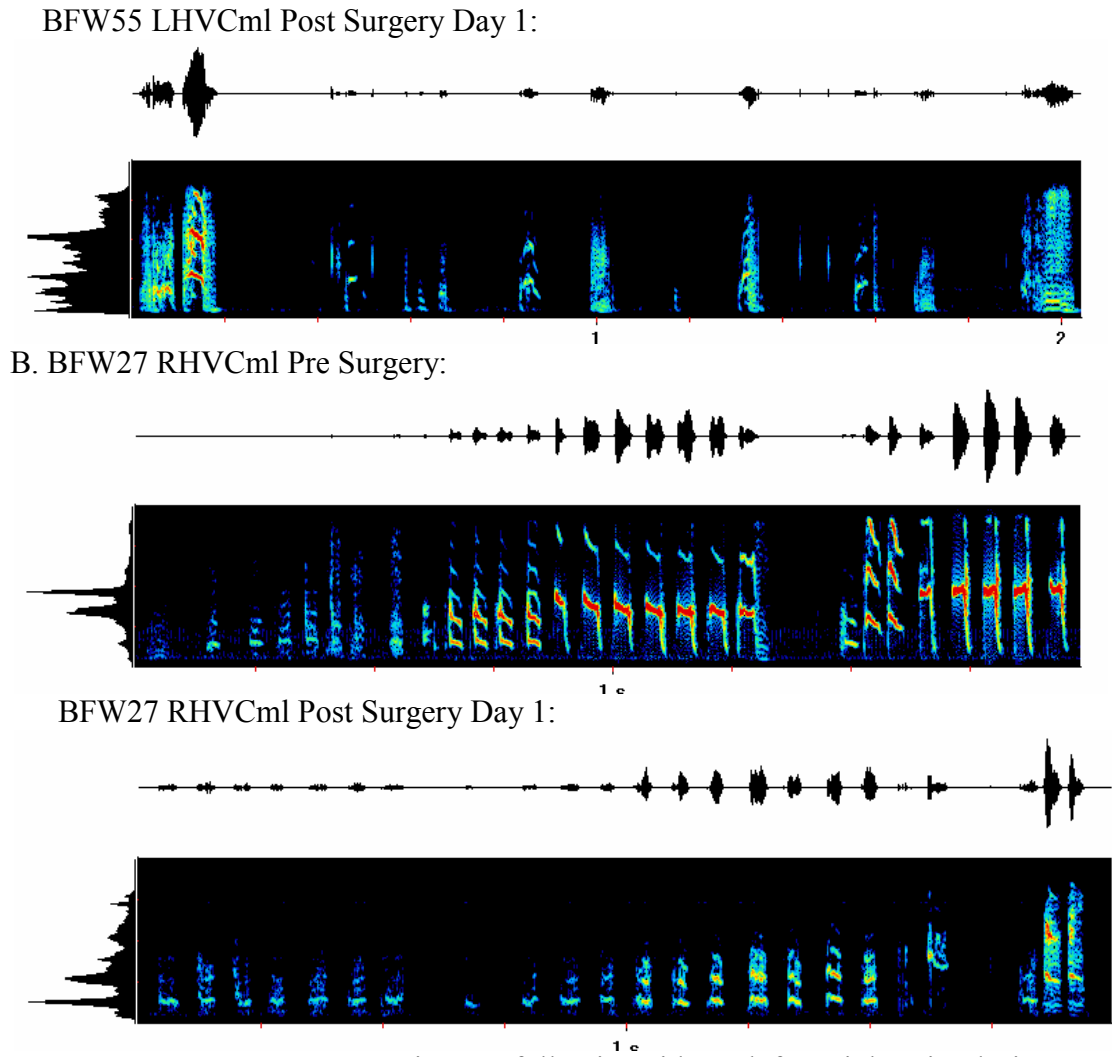 BFW55 LHVCml Post Surgery Day 1:
1 2
B. BFW27 RHVCml Pre Surgery:
1 s
BFW27 RHVCml Post Surgery Day 1:
1 s